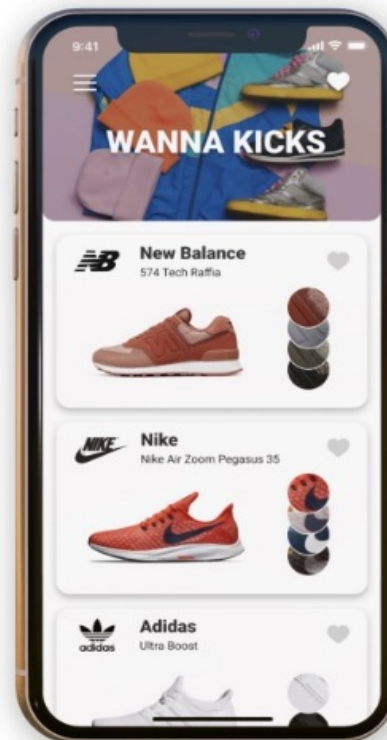 9:41
WANNA KICKS
New Balance
574 Tech Raffia
NIKE
Nike
Nike Air Zoom Pegasus 35
adidas
Adidas
Ultra Boost